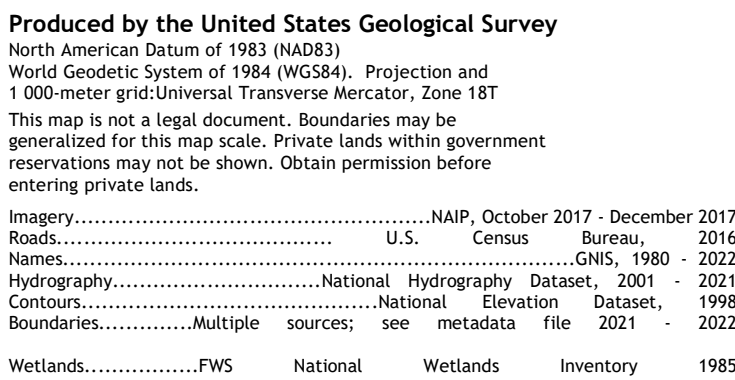 Produced by the United States Geological Survey
North American Datum of 1983 (NAD83)
World Geodetic System of 1984 (WGS84). Projection and
1 000-meter grid:Universal Transverse Mercator, Zone 18T
This map is not a legal document. Boundaries may be
generalized for this map scale. Private lands within government
reservations may not be shown. Obtain permission before
entering private lands.
Imagery.....................................................NAIP, October 2017 - December 2017
Roads......................................... U.S. Census Bureau, 2016
Names............................................................................GNIS, 1980 - 2022
Hydrography...............................National Hydrography Dataset, 2001 - 2021
Contours............................................National Elevation Dataset, 1998
Boundaries..............Multiple sources; see metadata file 2021 - 2022
Wetlands.................FWS National Wetlands Inventory 1985